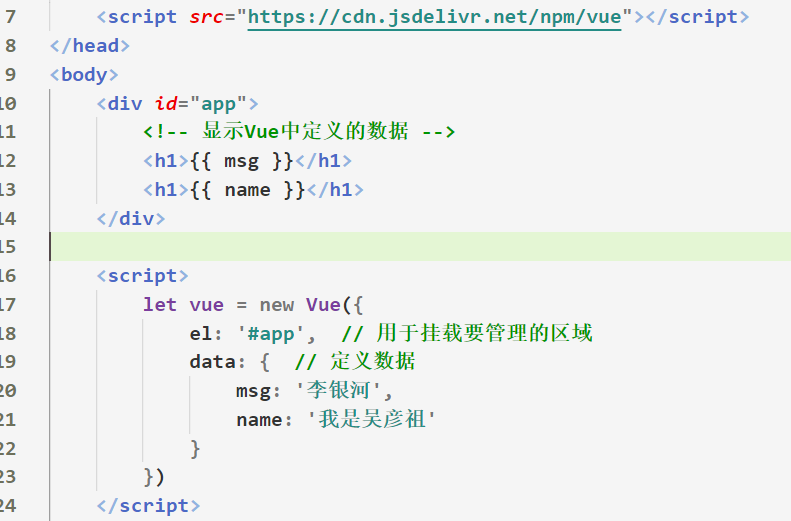 7 <script src="https://cdn.jsdelivr.net/npm/vue"></script>
8 </head>
9 <body>
10 <div id="app">
11 <!-- 显示Vue中定义的数据 -->
12 <h1>{{ msg }}</h1>
13 <h1>{{ name }}</h1>
14 </div>
15
16 <script>
17 let vue = new Vue({
18 el: '#app', // 用于挂载要管理的区域
19 data: { // 定义数据
20 msg: '李银河',
21 name: '我是吴彦祖'
22 }
23 })
24 </script>